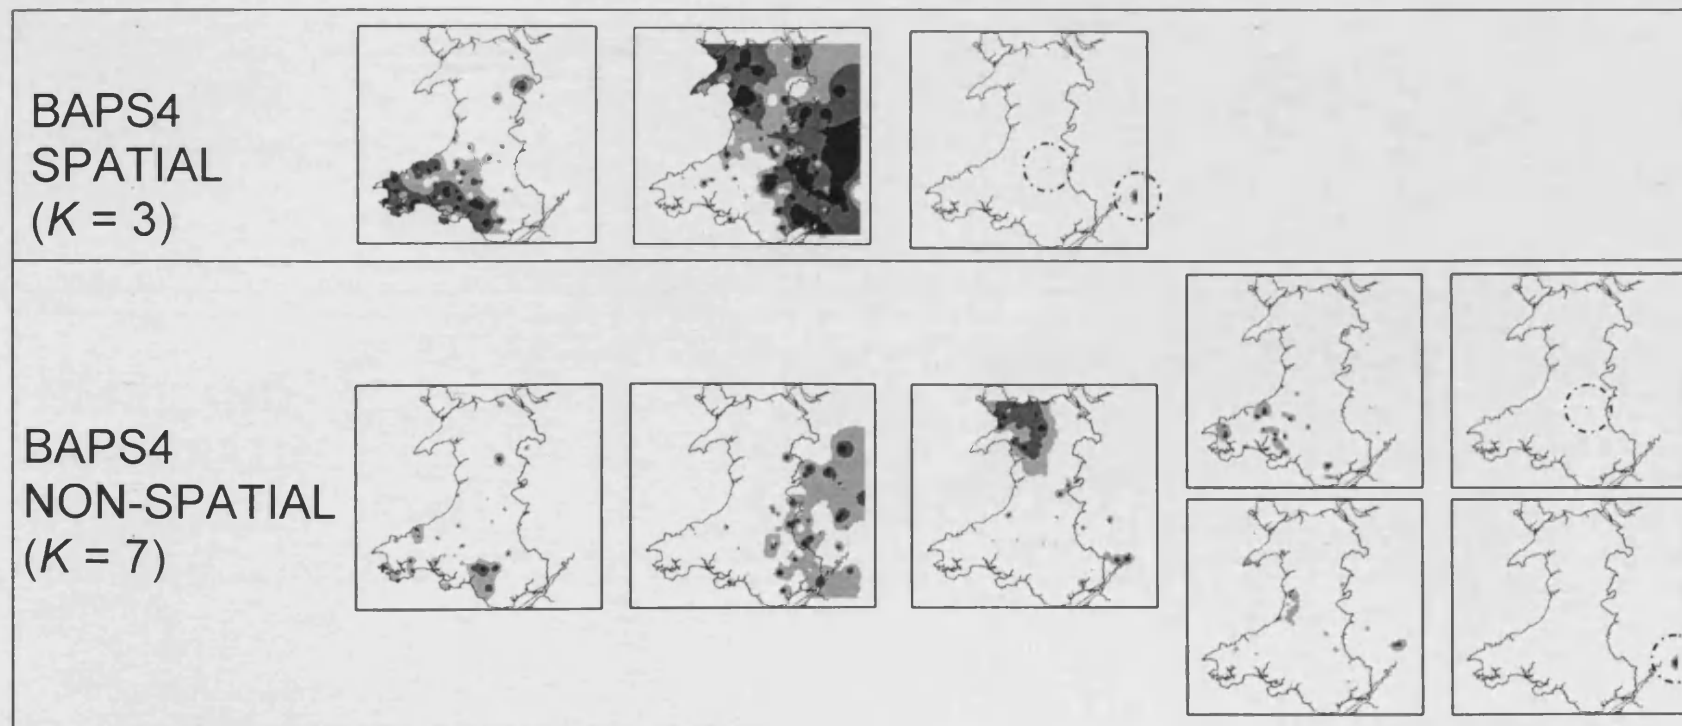 BAPS4
SPATIAL
(K = 3)
BAPS4
NON-SPATIAL
(K = 7)